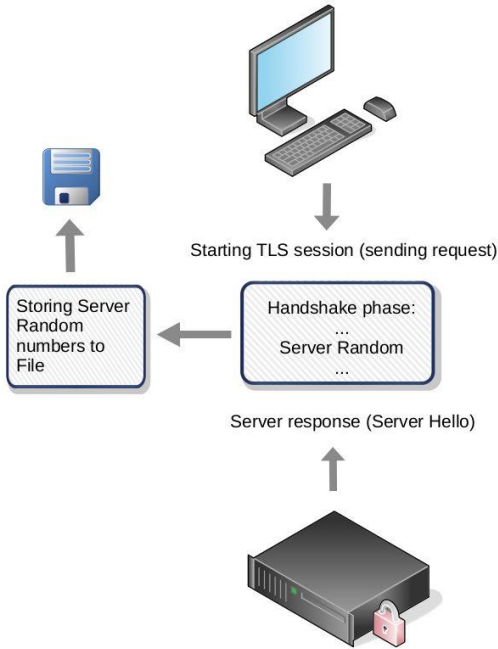 Starting TLS session (sending request)
Storing Server
Random
numbers to
File
Handshake phase:
...
Server Random
...
Server response (Server Hello)